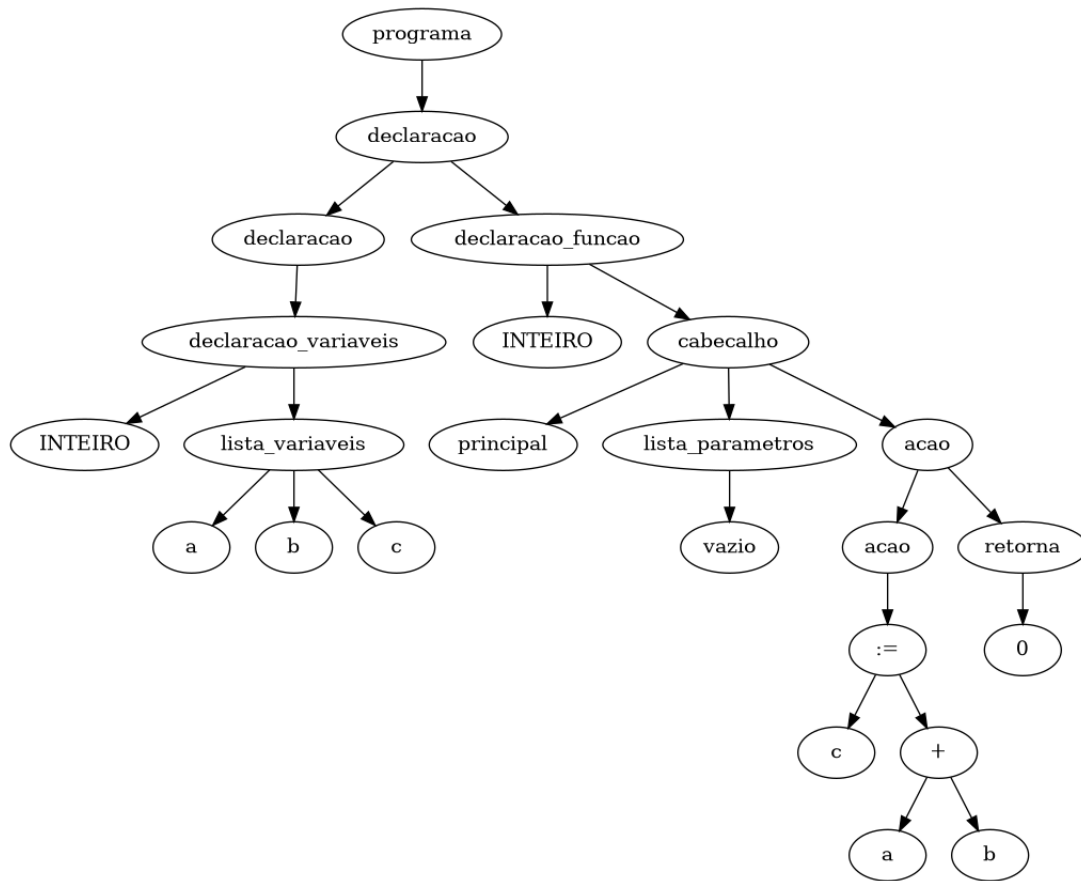 programa
declaracao
declaracao
declaracao_funcao
declaracao_variaveis
INTEIRO
cabecalho
INTEIRO
lista_variaveis
principal
lista_parametros
acao
a
b
c
vazio
acao
retorna
:=
0
c
+
a
b